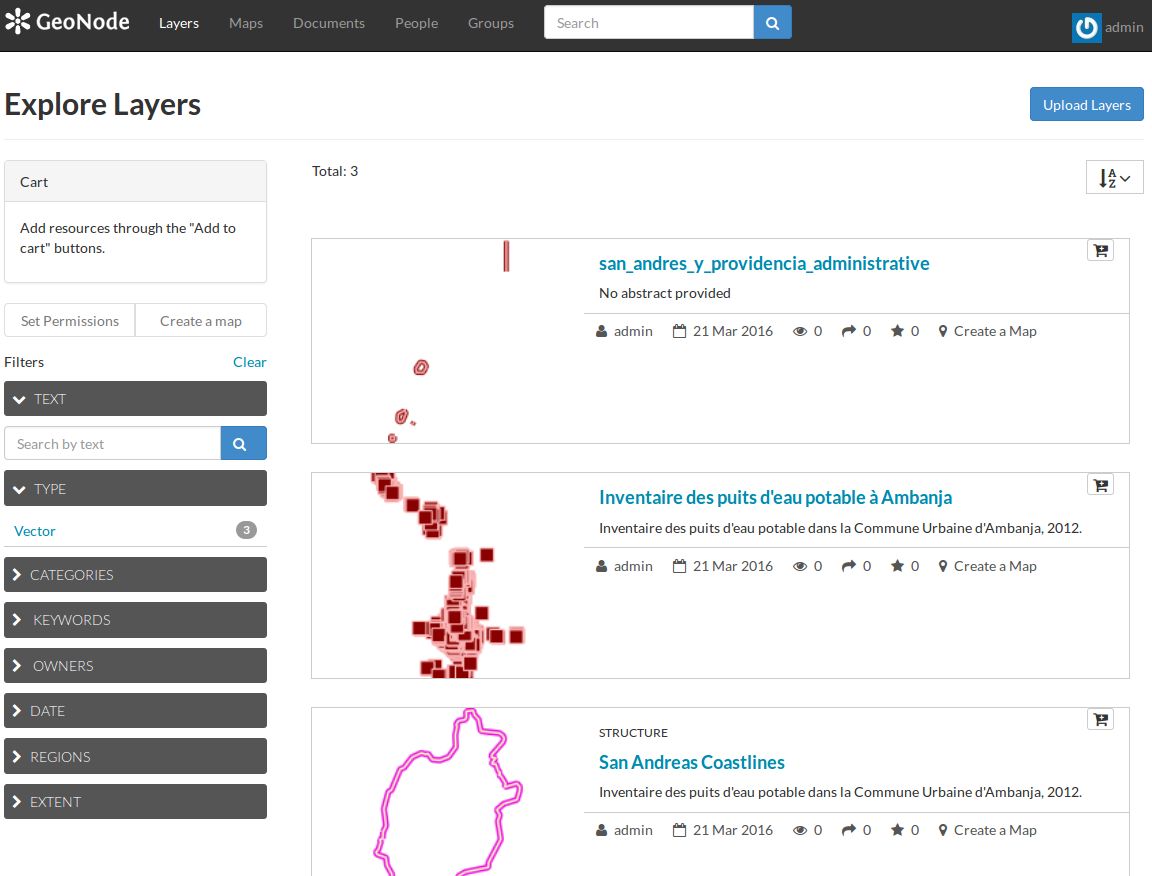 GeoNode Layers Maps Documents People Groups Search admin
Explore Layers
Upload Layers
Cart
Add resources through the "Add to
cart" buttons.
Set Permissions Create a map
Filters Clear
TEXT
Search by text
TYPE
Vector 3
CATEGORIES
KEYWORDS
OWNERS
DATE
REGIONS
EXTENT
Total: 3
AZ
san_andres_y_providencia_administrative
No abstract provided
admin 21 Mar 2016 0 0 0 Create a Map
Inventaire des puits d'eau potable à Ambanja
Inventaire des puits d'eau potable dans la Commune Urbaine d'Ambanja, 2012.
admin 21 Mar 2016 0 0 0 Create a Map
STRUCTURE
San Andreas Coastlines
Inventaire des puits d'eau potable dans la Commune Urbaine d'Ambanja, 2012.
admin 21 Mar 2016 0 0 0 Create a Map